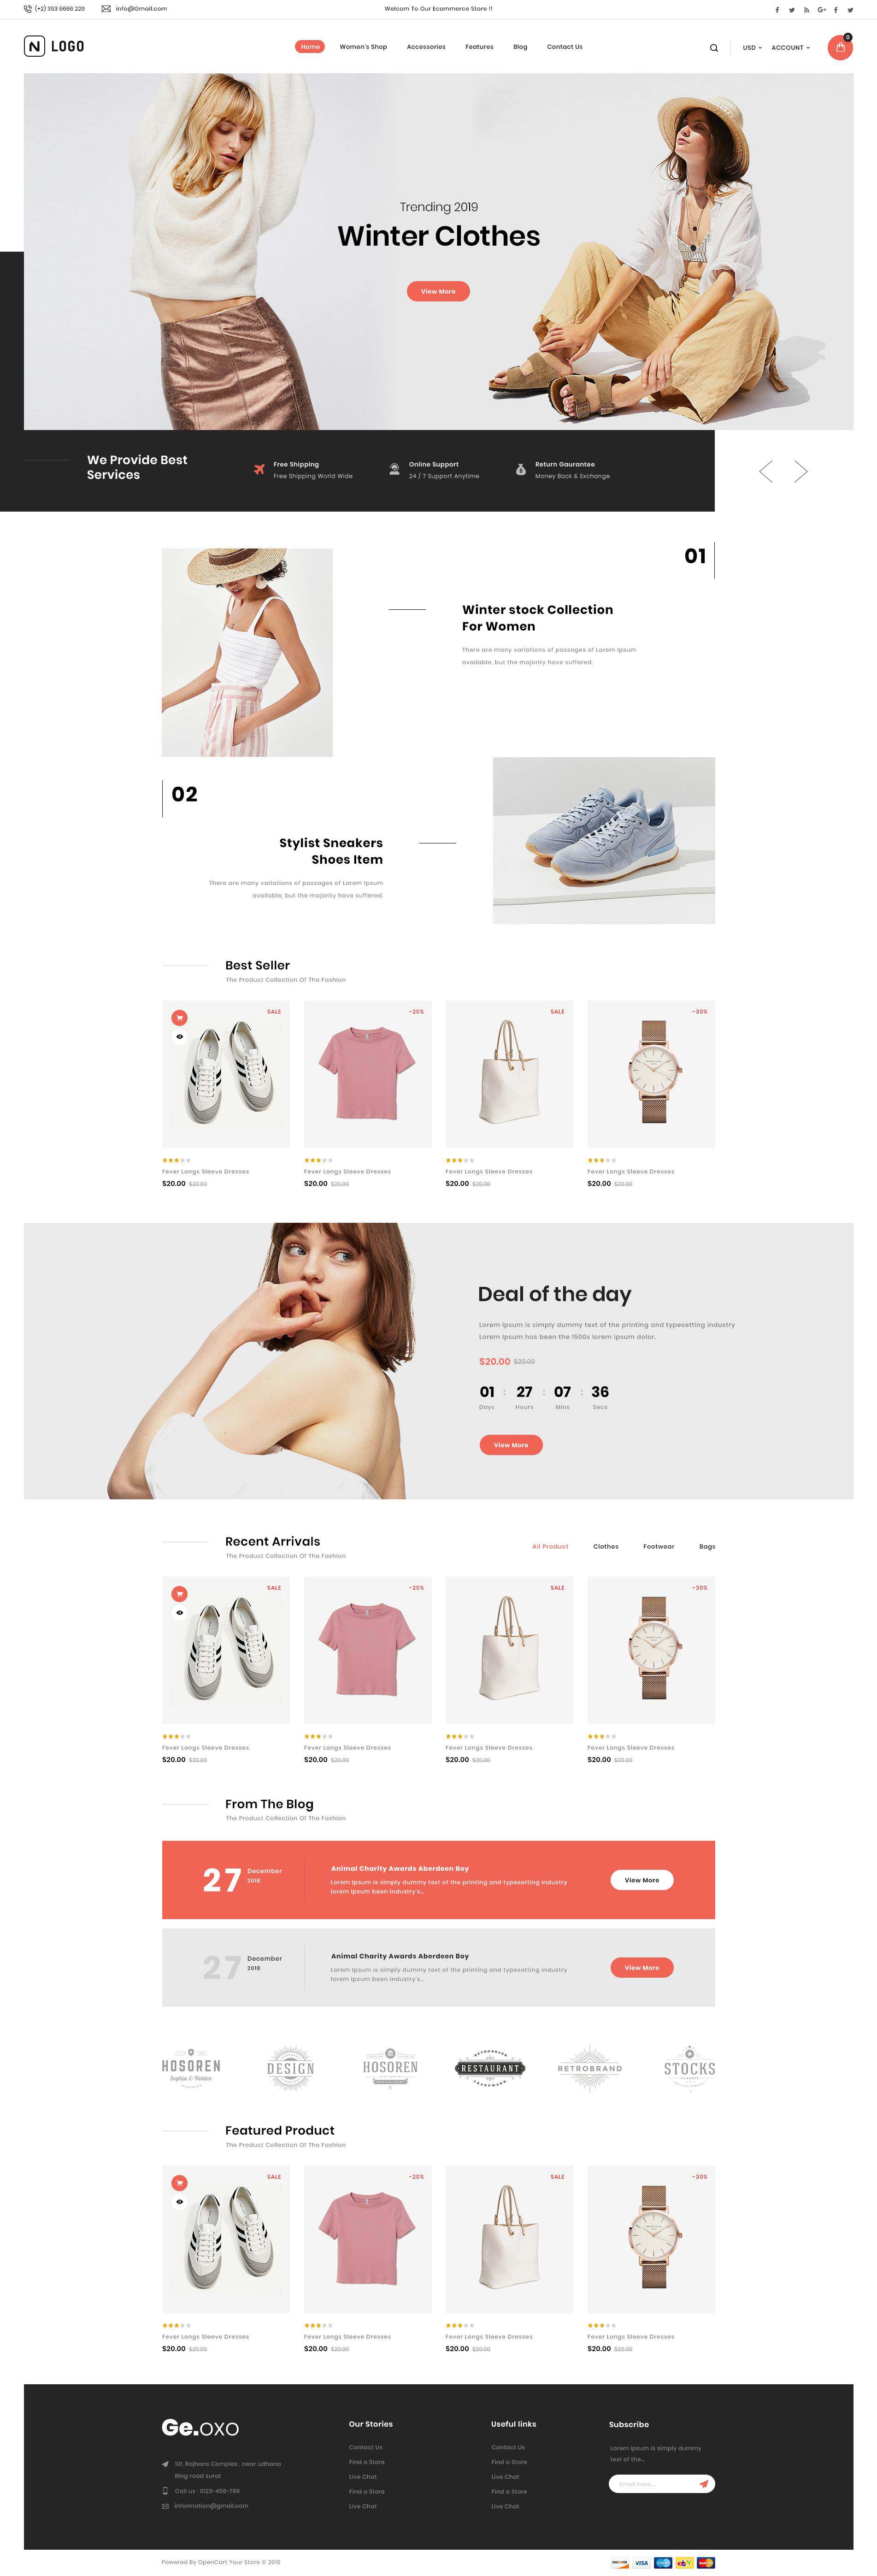 (+2) 353 6666 220
info@Gmail.com
Welcom To Our Ecommerce Store !!
N LOGO
Home
Women's Shop
Accessories
Features
Blog
Contact Us
USD
ACCOUNT
0
Trending 2019
Winter Clothes
View More
We Provide Best
Services
Free Shipping
Free Shipping World Wide
Online Support
24 / 7 Support Anytime
Return Gaurantee
Money Back & Exchange
01
Winter stock Collection
For Women
There are many variations of passages of Lorem Ipsum
available, but the majority have suffered.
02
Stylist Sneakers
Shoes Item
There are many variations of passages of Lorem Ipsum
available, but the majority have suffered.
Best Seller
The Product Collection Of The Fashion
SALE
-20%
SALE
-30%
Fever Longs Sleeve Dresses
$20.00 $20.00
Fever Longs Sleeve Dresses
$20.00 $20.00
Fever Longs Sleeve Dresses
$20.00 $20.00
Fever Longs Sleeve Dresses
$20.00 $20.00
Deal of the day
Lorem Ipsum is simply dummy text of the printing and typesetting industry
Lorem Ipsum has been the 1500s lorem ipsum dolor.
$20.00 $20.00
01 : 27 : 07 : 36
Days Hours Mins Secs
View More
Recent Arrivals
The Product Collection Of The Fashion
All Product
Clothes
Footwear
Bags
SALE
-20%
SALE
-30%
Fever Longs Sleeve Dresses
$20.00 $20.00
Fever Longs Sleeve Dresses
$20.00 $20.00
Fever Longs Sleeve Dresses
$20.00 $20.00
Fever Longs Sleeve Dresses
$20.00 $20.00
From The Blog
The Product Collection Of The Fashion
27
December
2018
Animal Charity Awards Aberdeen Boy
Lorem Ipsum is simply dummy text of the printing and typesetting industry
lorem Ipsum been industry's...
View More
27
December
2018
Animal Charity Awards Aberdeen Boy
Lorem Ipsum is simply dummy text of the printing and typesetting industry
lorem Ipsum been industry's...
View More
HOSOREN
Sophia & Holden
DESIGN
HOSOREN
RESTAURANT
RETROBRAND
STOCKS
Featured Product
The Product Collection Of The Fashion
SALE
-20%
SALE
-30%
Fever Longs Sleeve Dresses
$20.00 $20.00
Fever Longs Sleeve Dresses
$20.00 $20.00
Fever Longs Sleeve Dresses
$20.00 $20.00
Fever Longs Sleeve Dresses
$20.00 $20.00
Ge.oxo
101, Rajhans Complex , near udhana
Ring road surat
Call us : 0123-456-789
information@gmail.com
Our Stories
Contact Us
Find a Store
Live Chat
Find a Store
Live Chat
Useful links
Contact Us
Find a Store
Live Chat
Find a Store
Live Chat
Subscribe
Lorem Ipsum is simply dummy
text of the...
Email here...
Powered By OpenCart Your Store © 2016
DISCOVER
VISA
ebay